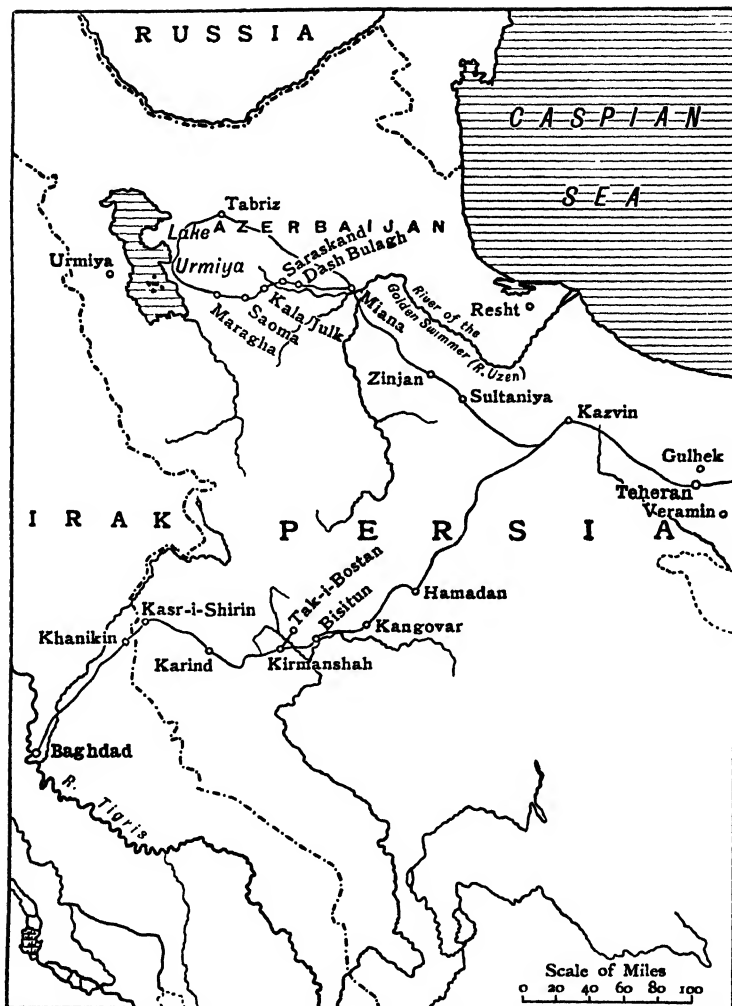 RUSSIA
CASPIAN
SEA
Tabriz
AZERBAIJAN
Lake
Urmiya
Urmiya
Saraskand
Dash Bulagh
Kala Julk
Saoma
Maragha
Miana
River of the
Golden Swimmer (R. Uzen)
Resht
Zinjan
Sultaniya
Kazvin
Gulhek
Teheran
Veramin
IRAK
PERSIA
Tak-i-Bostan
Bisitun
Hamadan
Kasr-i-Shirin
Kangovar
Khanikin
Karind
Kirmanshah
Baghdad
R. Tigris
Scale of Miles
0 20 40 60 80 100